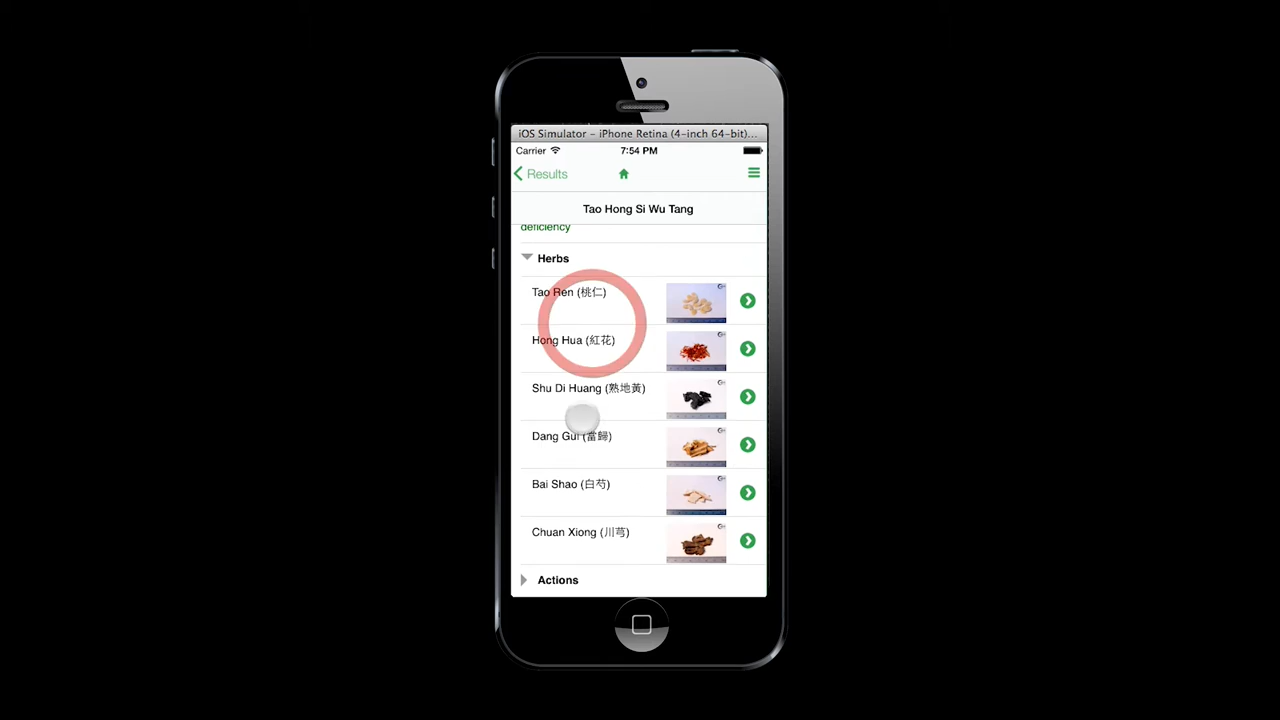 iOS Simulator - iPhone Retina (4-inch 64-bit)...
Carrier 7:54 PM
Results
Tao Hong Si Wu Tang
deficiency
Herbs
Tao Ren (桃仁)
Hong Hua (紅花)
Shu Di Huang (熟地黃)
Dang Gui (當歸)
Bai Shao (白芍)
Chuan Xiong (川芎)
Actions